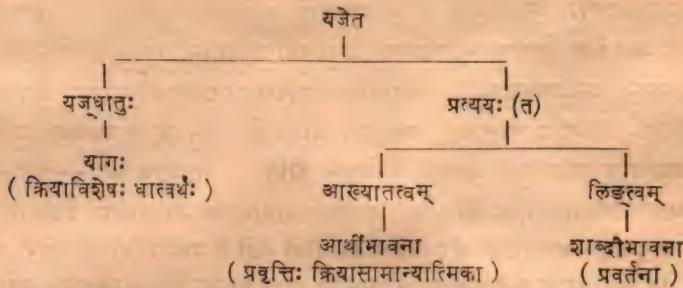 यजेत
यज्धातुः प्रत्ययः (त)
यागः
( क्रियाविशेषः धात्वर्थः ) आख्यातत्वम् लिङ्त्वम्
आर्थीभावना शाब्दीभावना
( प्रवृत्तिः क्रियासामान्यात्मिका ) ( प्रवर्तना )